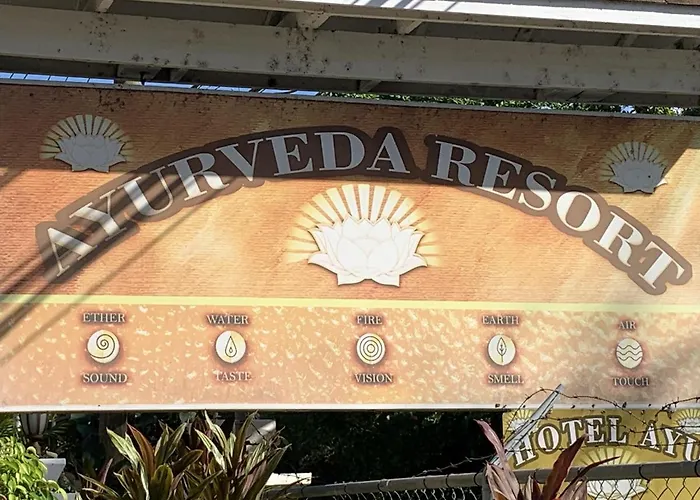 AYURVEDA RESORT
ETHER WATER FIRE EARTH AIR
SOUND TASTE VISION SMELL TOUCH
HOTEL AYU